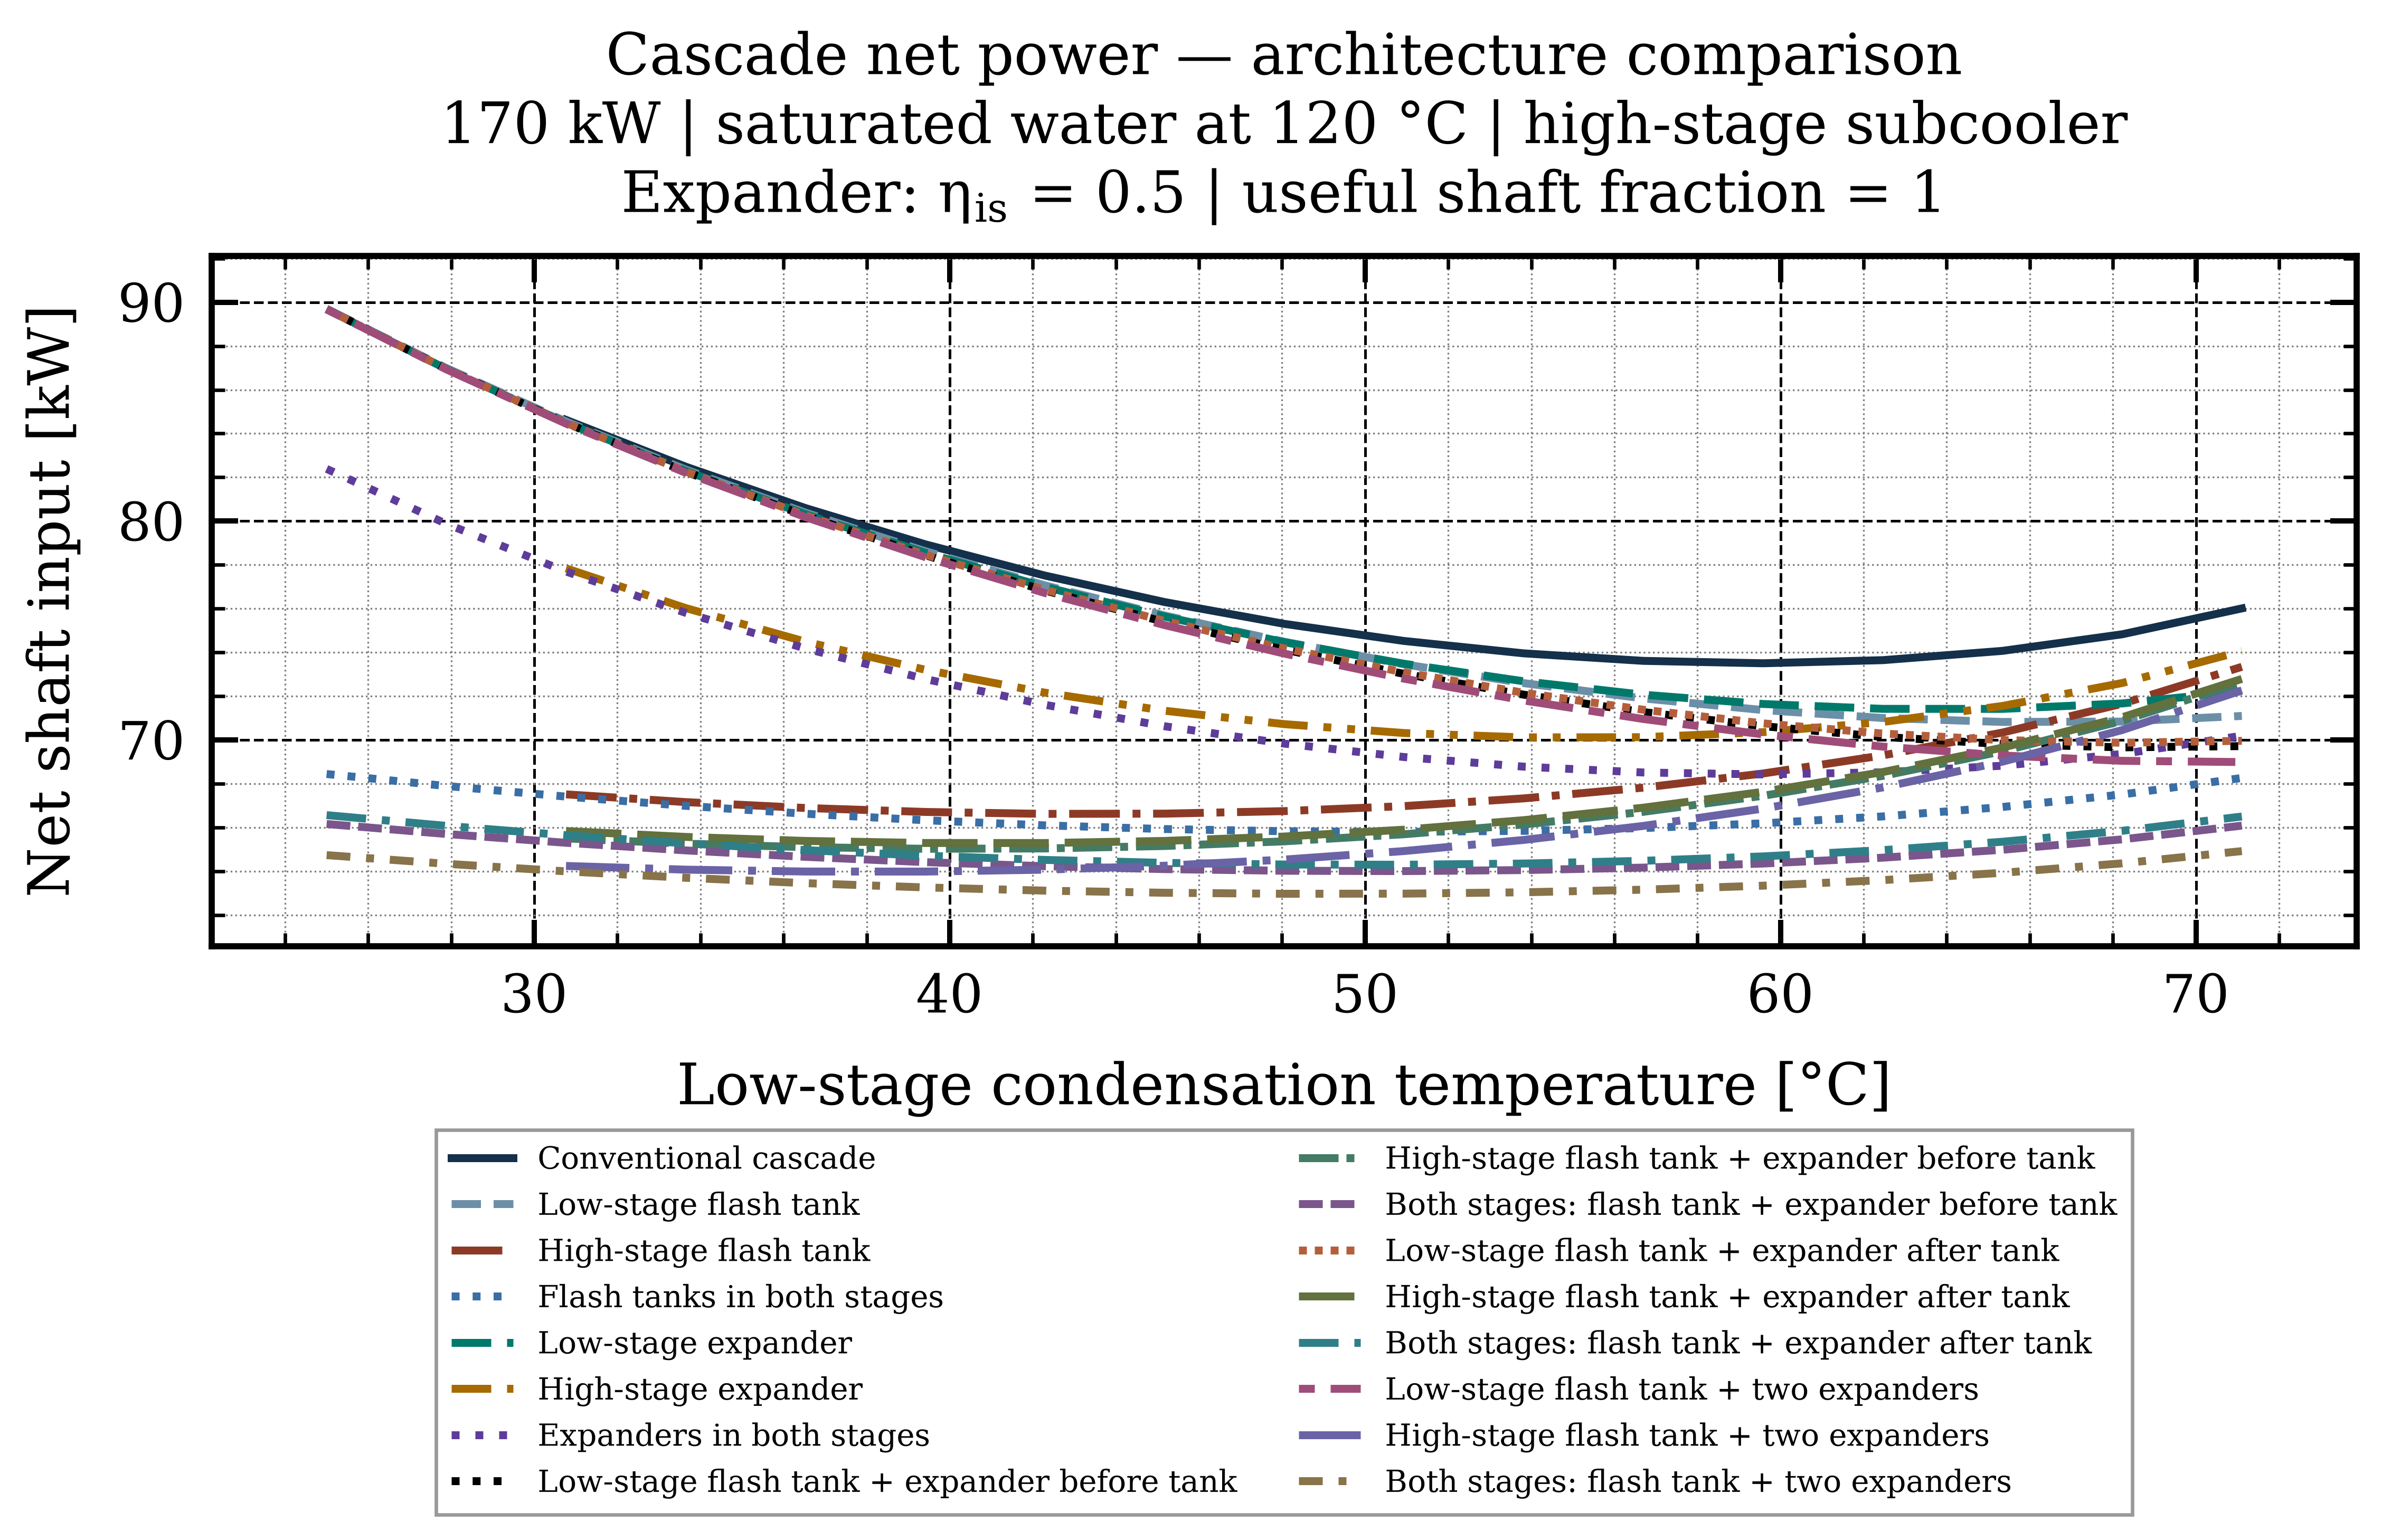 Cascade net power — architecture comparison
170 kW | saturated water at 120 °C | high-stage subcooler
Expander: ηis = 0.5 | useful shaft fraction = 1
Net shaft input [kW]
90
80
70
30 40 50 60 70
Low-stage condensation temperature [°C]
Conventional cascade
Low-stage flash tank
High-stage flash tank
Flash tanks in both stages
Low-stage expander
High-stage expander
Expanders in both stages
Low-stage flash tank + expander before tank
High-stage flash tank + expander before tank
Both stages: flash tank + expander before tank
Low-stage flash tank + expander after tank
High-stage flash tank + expander after tank
Both stages: flash tank + expander after tank
Low-stage flash tank + two expanders
High-stage flash tank + two expanders
Both stages: flash tank + two expanders